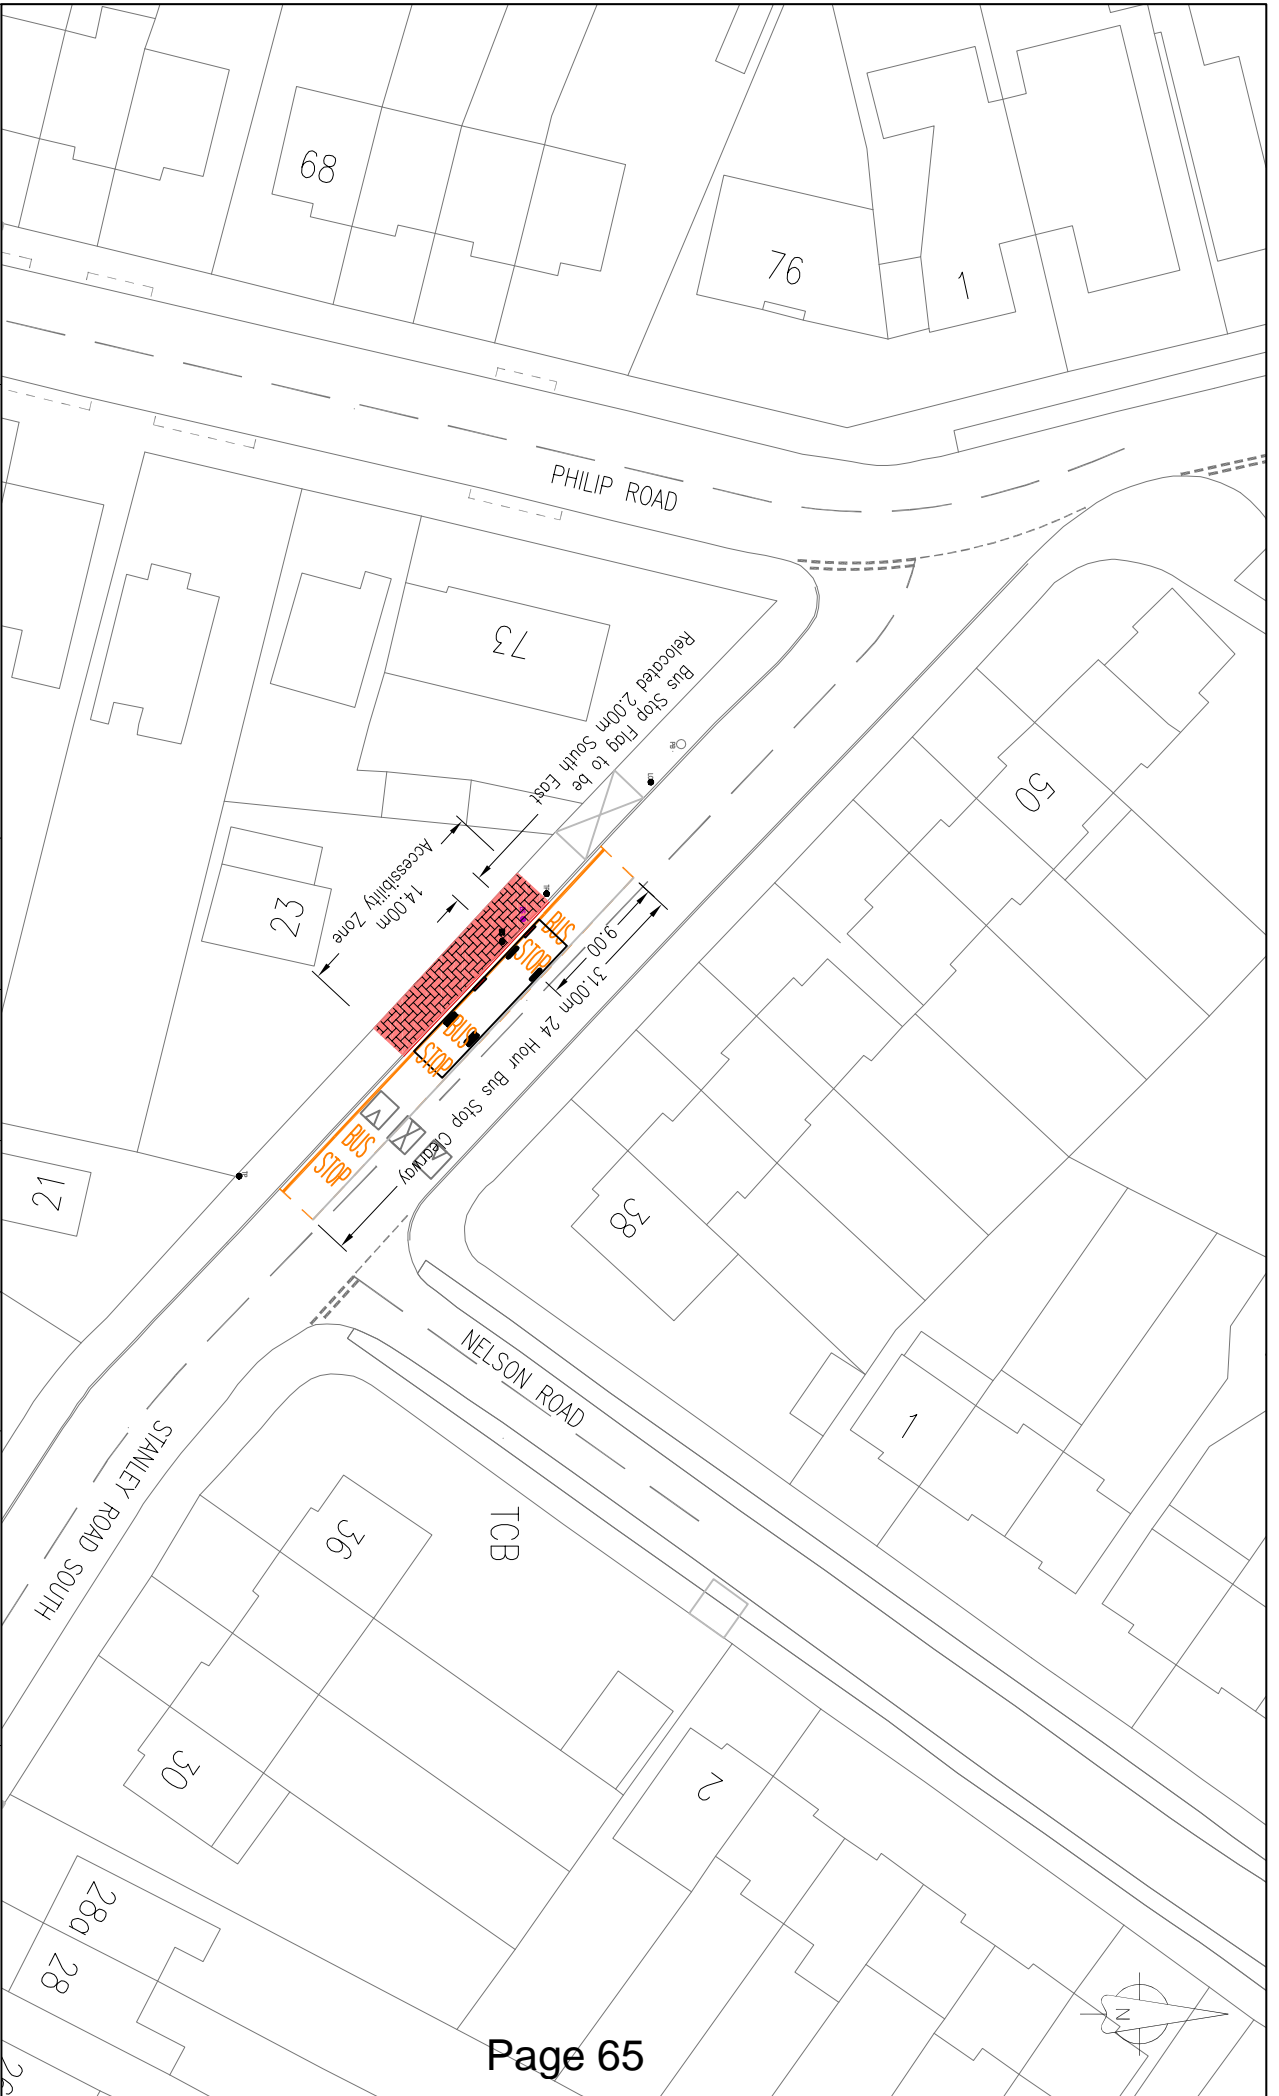 68
76
1
PHILIP ROAD
73
Bus Stop Flag to be
Relocated 2.00m South East
50
Accessibility Zone
14.00m
23
BUS
STOP
9.00
31.00m 24 Hour Bus Stop Clearway
BUS
STOP
BUS
STOP
21
38
NELSON ROAD
1
STANLEY ROAD SOUTH
36
TCB
30
2
28a
28
N
Page 65